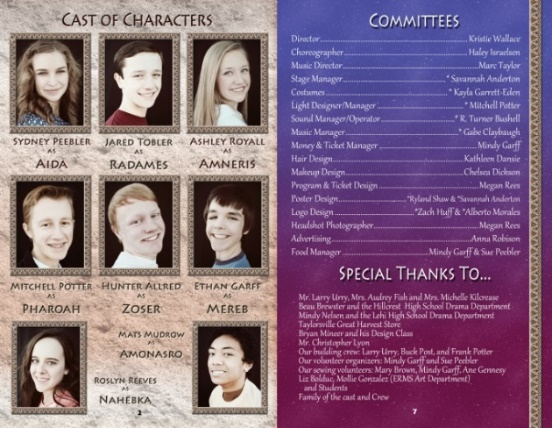 CAST OF CHARACTERS
SYDNEY PEEBLER
AS
AIDA
JARED TOBLER
AS
RADAMES
ASHLEY ROYALL
AS
AMNERIS
MITCHELL POTTER
AS
PHAROAH
HUNTER ALLRED
AS
ZOSER
ETHAN GARFF
AS
MEREB
MATS MUDROW
AS
AMONASRO
ROSLYN REEVES
AS
NAHEBKA
2
COMMITTEES
Director Kristie Wallace
Choreographer Haley Israelsen
Music Director Marc Taylor
Stage Manager * Savannah Anderton
Costumes * Kayla Garrett-Eden
Light Designer/Manager * Mitchell Potter
Sound Manager/Operator * R. Turner Bushell
Music Manager * Gabe Claybaugh
Money & Ticket Manager Mindy Garff
Hair Design Kathleen Dansie
Makeup Design Chelsea Dickson
Program & Ticket Design Megan Rees
Poster Design *Ryland Shaw & *Savannah Anderton
Logo Design *Zach Huff & *Alberto Morales
Headshot Photographer Megan Rees
Advertising Anna Robison
Food Manager Mindy Garff & Sue Peebler
SPECIAL THANKS TO...
Mr. Larry Urry, Mrs. Audrey Fish and Mrs. Michelle Kilcrease
Beau Brewster and the Hillcrest High School Drama Department
Mindy Nelsen and the Lehi High School Drama Department
Taylorsville Great Harvest Store
Bryan Mincer and his Design Class
Mr. Christopher Lyon
Our building crew: Larry Urry, Buck Post, and Frank Potter
Our volunteer organizers: Mindy Garff and Sue Peebler
Our sewing volunteers: Mary Brown, Mindy Garff, Ane Gennesy
Liz Bolduc, Mollie Gonzalez (ERMS Art Department)
and Students
Family of the cast and Crew
7